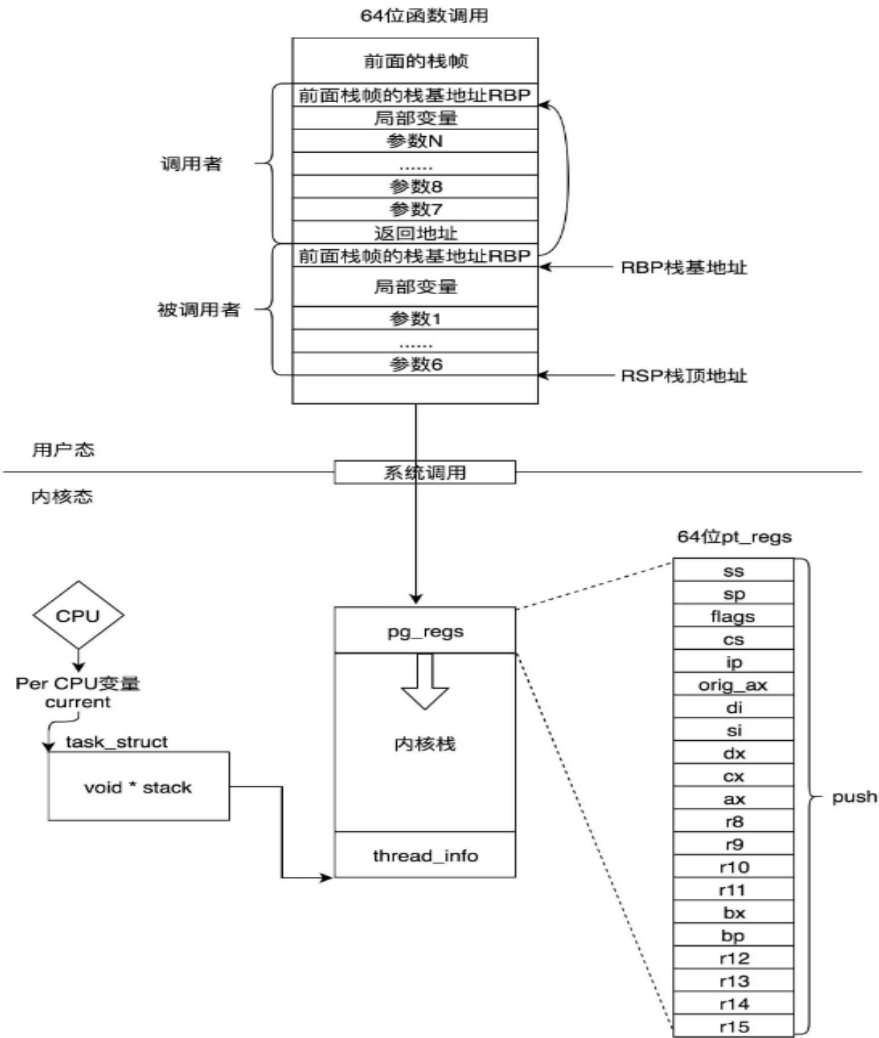 64位函数调用
前面的栈帧
前面栈帧的栈基地址RBP
局部变量
参数N
......
参数8
参数7
返回地址
调用者
前面栈帧的栈基地址RBP
局部变量
参数1
......
参数6
被调用者
RBP栈基地址
RSP栈顶地址
用户态
系统调用
内核态
CPU
Per CPU变量
current
task_struct
void * stack
pg_regs
内核栈
thread_info
64位pt_regs
ss
sp
flags
cs
ip
orig_ax
di
si
dx
cx
ax
r8
r9
r10
r11
bx
bp
r12
r13
r14
r15
push